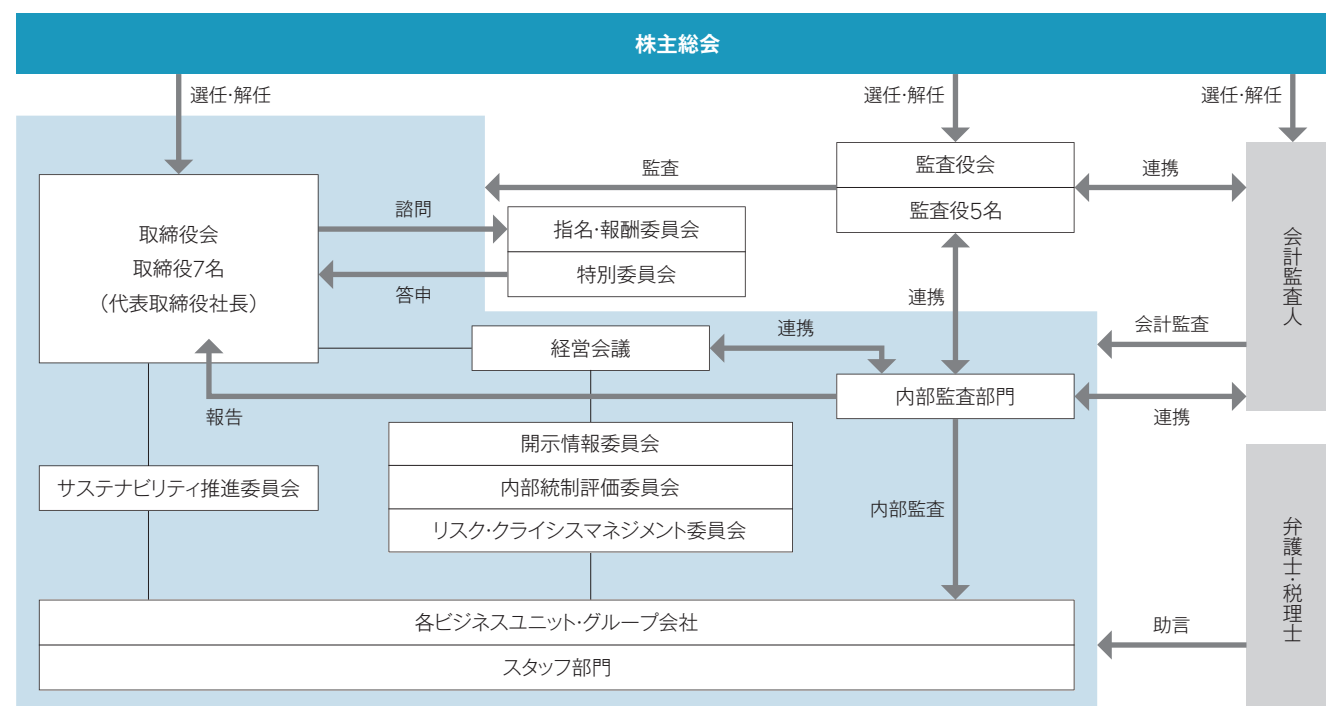 株主総会
選任・解任
選任・解任
選任・解任
監査役会
監査役5名
監査
連携
取締役会
取締役7名
（代表取締役社長）
諮問
指名・報酬委員会
特別委員会
答申
連携
会計監査人
会計監査
経営会議
連携
内部監査部門
連携
報告
開示情報委員会
内部統制評価委員会
リスク・クライシスマネジメント委員会
サステナビリティ推進委員会
内部監査
弁護士・税理士
各ビジネスユニット・グループ会社
スタッフ部門
助言